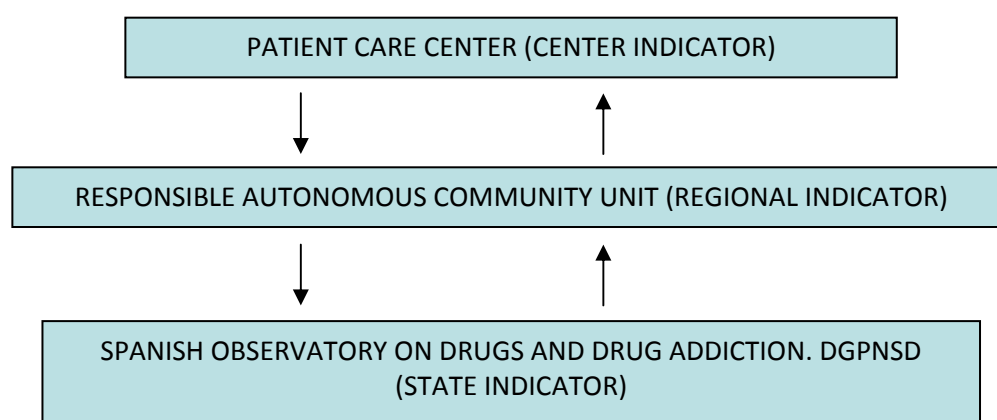 PATIENT CARE CENTER (CENTER INDICATOR)
RESPONSIBLE AUTONOMOUS COMMUNITY UNIT (REGIONAL INDICATOR)
SPANISH OBSERVATORY ON DRUGS AND DRUG ADDICTION. DGPNSD
(STATE INDICATOR)